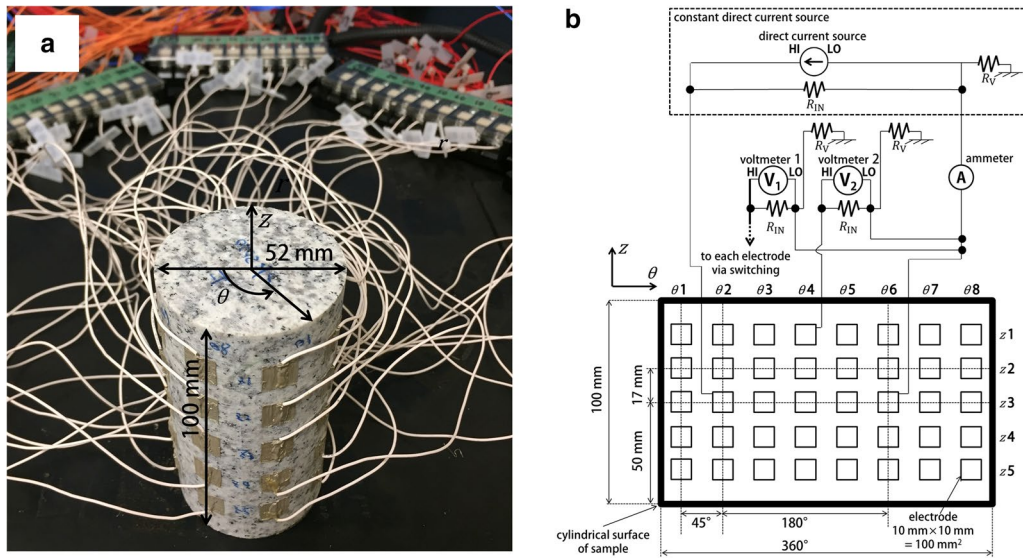 a
r
r
z
52 mm
θ
100 mm
b
constant direct current source
direct current source
HI LO
R_V
R_IN
R_V
R_V
voltmeter 1
voltmeter 2
ammeter
HI LO
HI LO
V₁
V₂
A
R_IN
R_IN
to each electrode
via switching
z
θ
θ1 θ2 θ3 θ4 θ5 θ6 θ7 θ8
z1
z2
z3
z4
z5
100 mm
17 mm
50 mm
cylindrical surface
of sample
45°
180°
360°
electrode
10 mm×10 mm
= 100 mm²